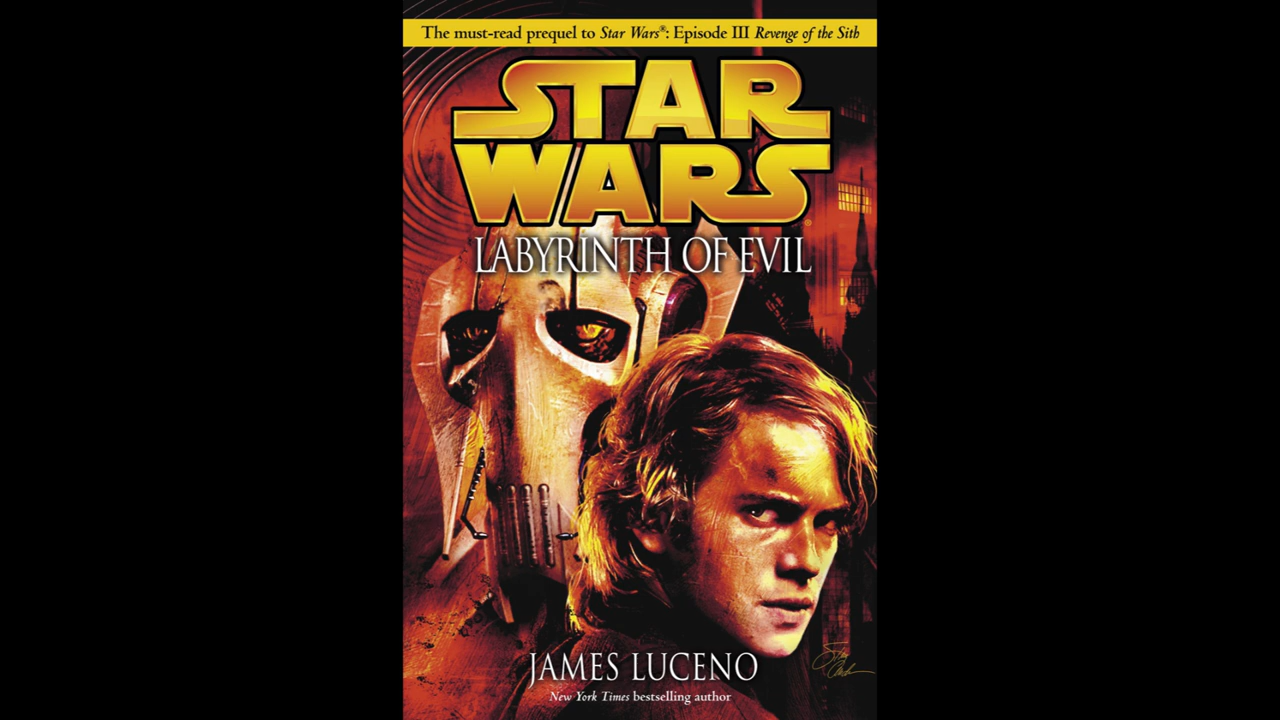 The must-read prequel to Star Wars®: Episode III Revenge of the Sith
STAR
WARS
LABYRINTH OF EVIL
JAMES LUCENO
New York Times bestselling author